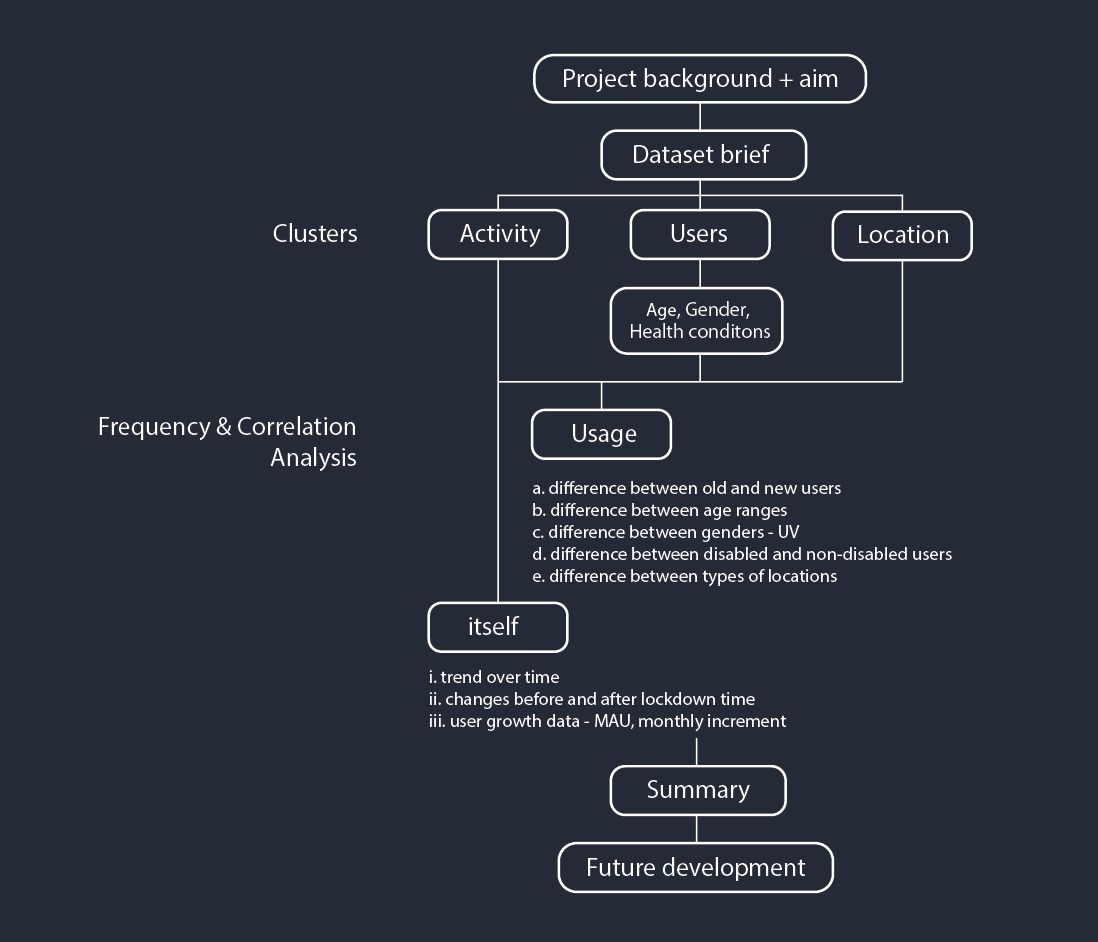 Project background + aim
Dataset brief
Clusters
Activity
Users
Location
Age, Gender,
Health conditons
Frequency & Correlation
Analysis
Usage
a. difference between old and new users
b. difference between age ranges
c. difference between genders - UV
d. difference between disabled and non-disabled users
e. difference between types of locations
itself
i. trend over time
ii. changes before and after lockdown time
iii. user growth data - MAU, monthly increment
Summary
Future development